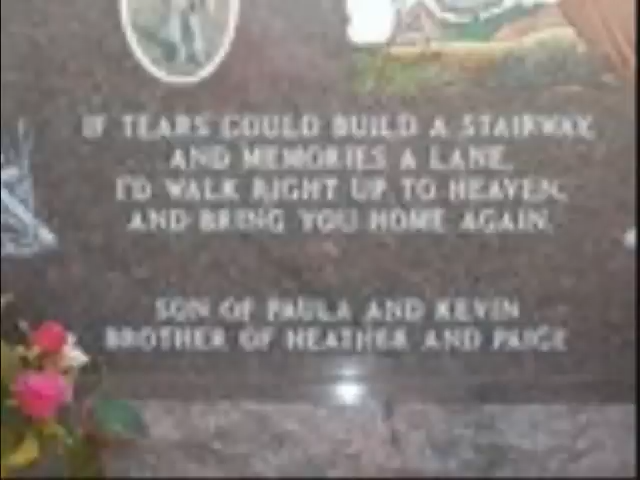 IF TEARS COULD BUILD A STAIRWAY,
AND MEMORIES A LANE,
I'D WALK RIGHT UP TO HEAVEN,
AND BRING YOU HOME AGAIN.
SON OF PAULA AND KEVIN
BROTHER OF HEATHER AND PAIGE